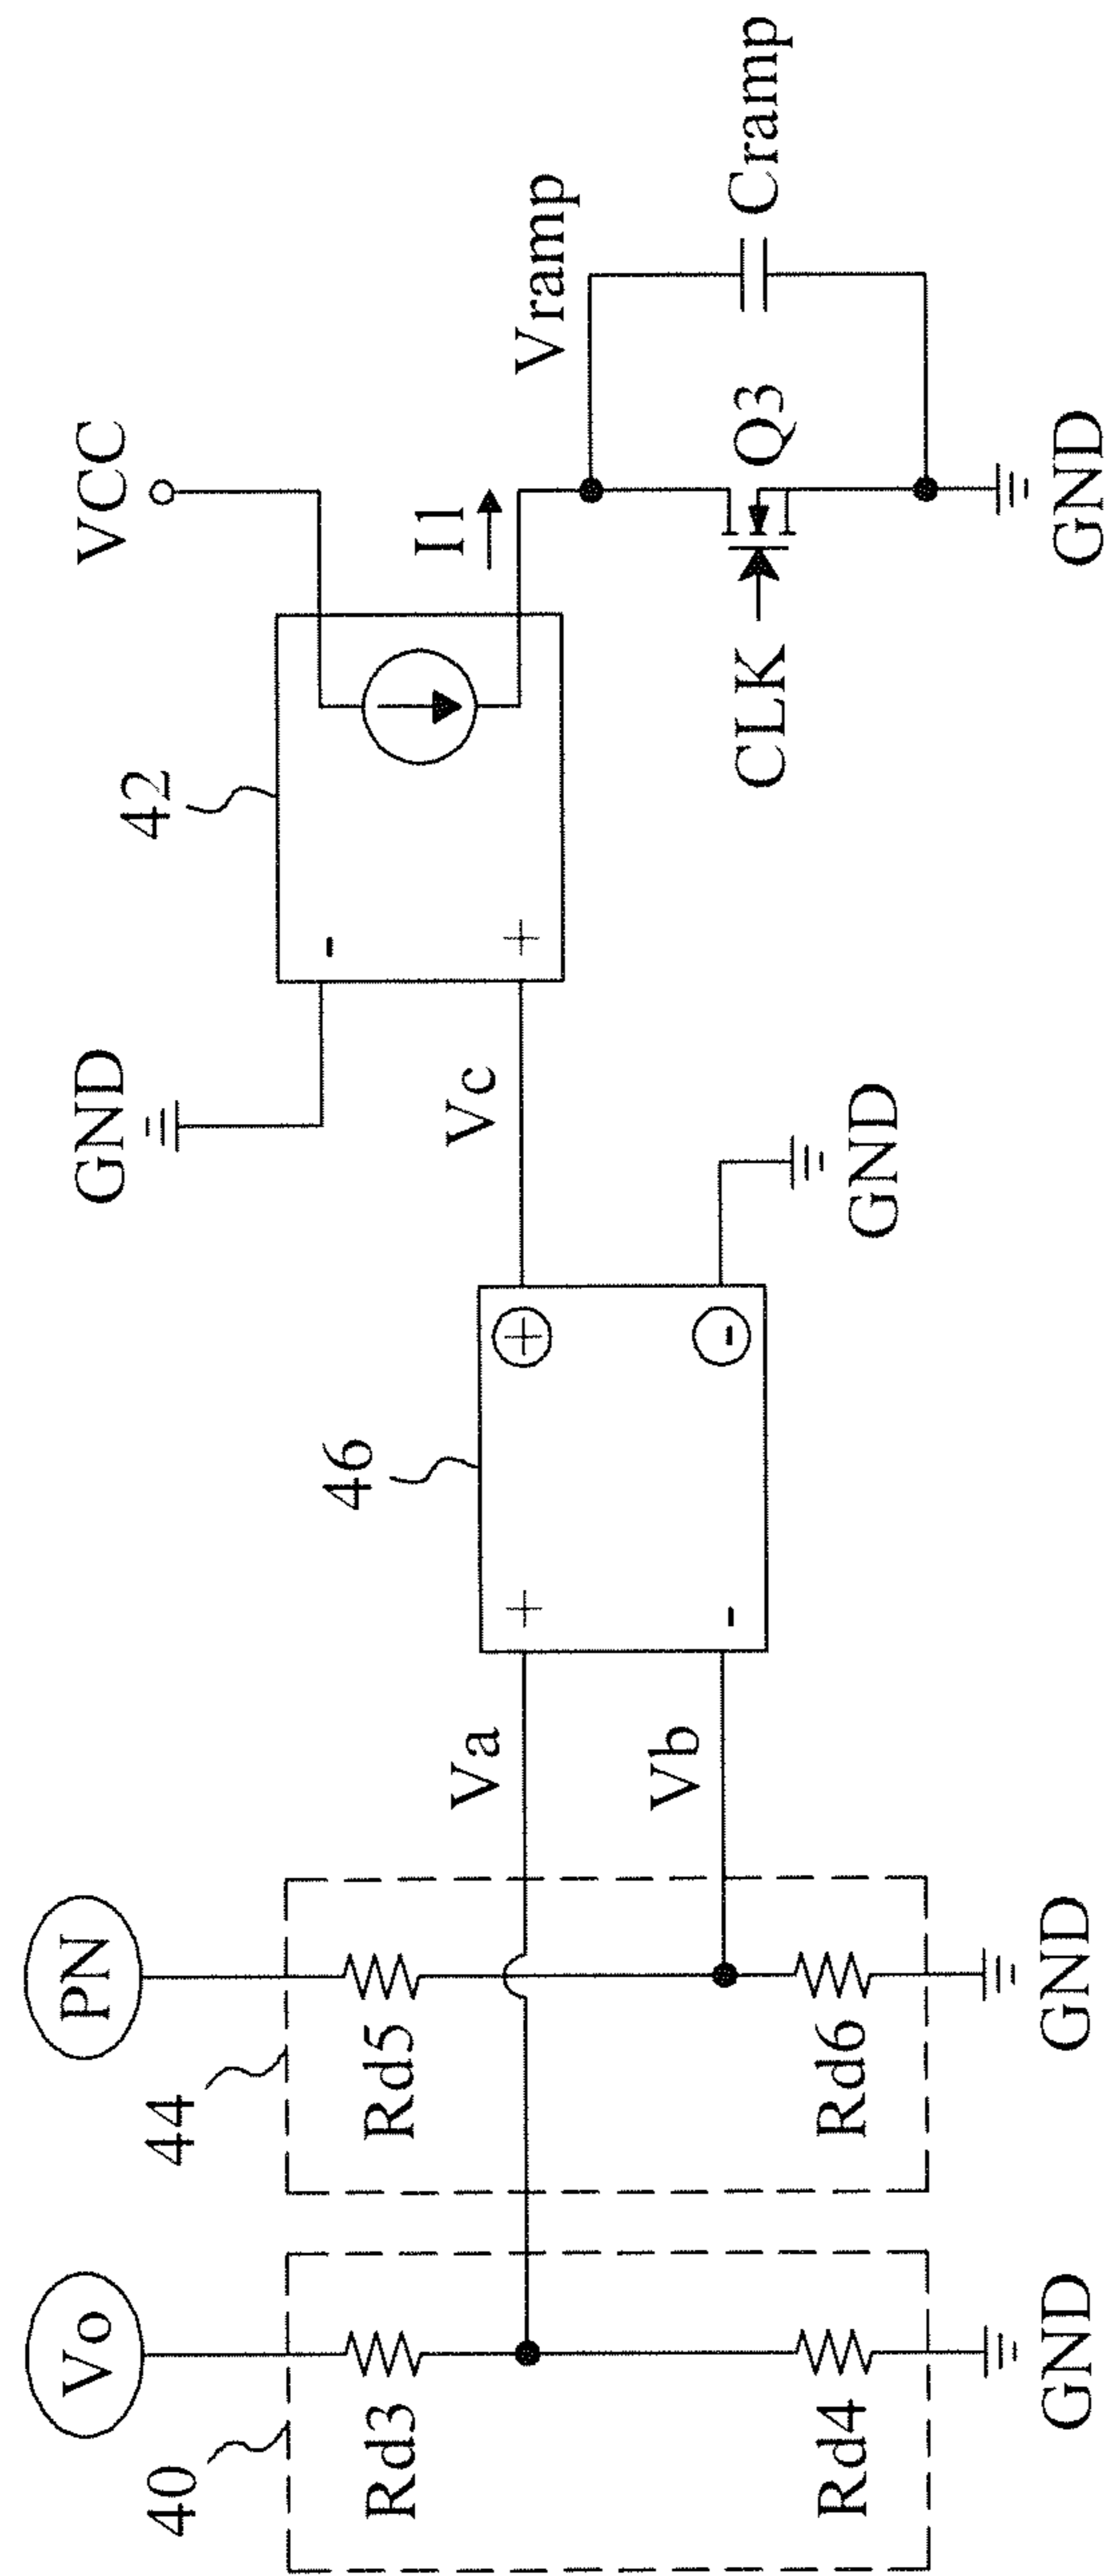 Vo
40
Rd3
Rd4
GND
PN
44
Rd5
Rd6
GND
Va
Vb
46
+
-
+
-
GND
Vc
GND
42
-
+
VCC
I1
Vramp
CLK
Q3
Cramp
GND